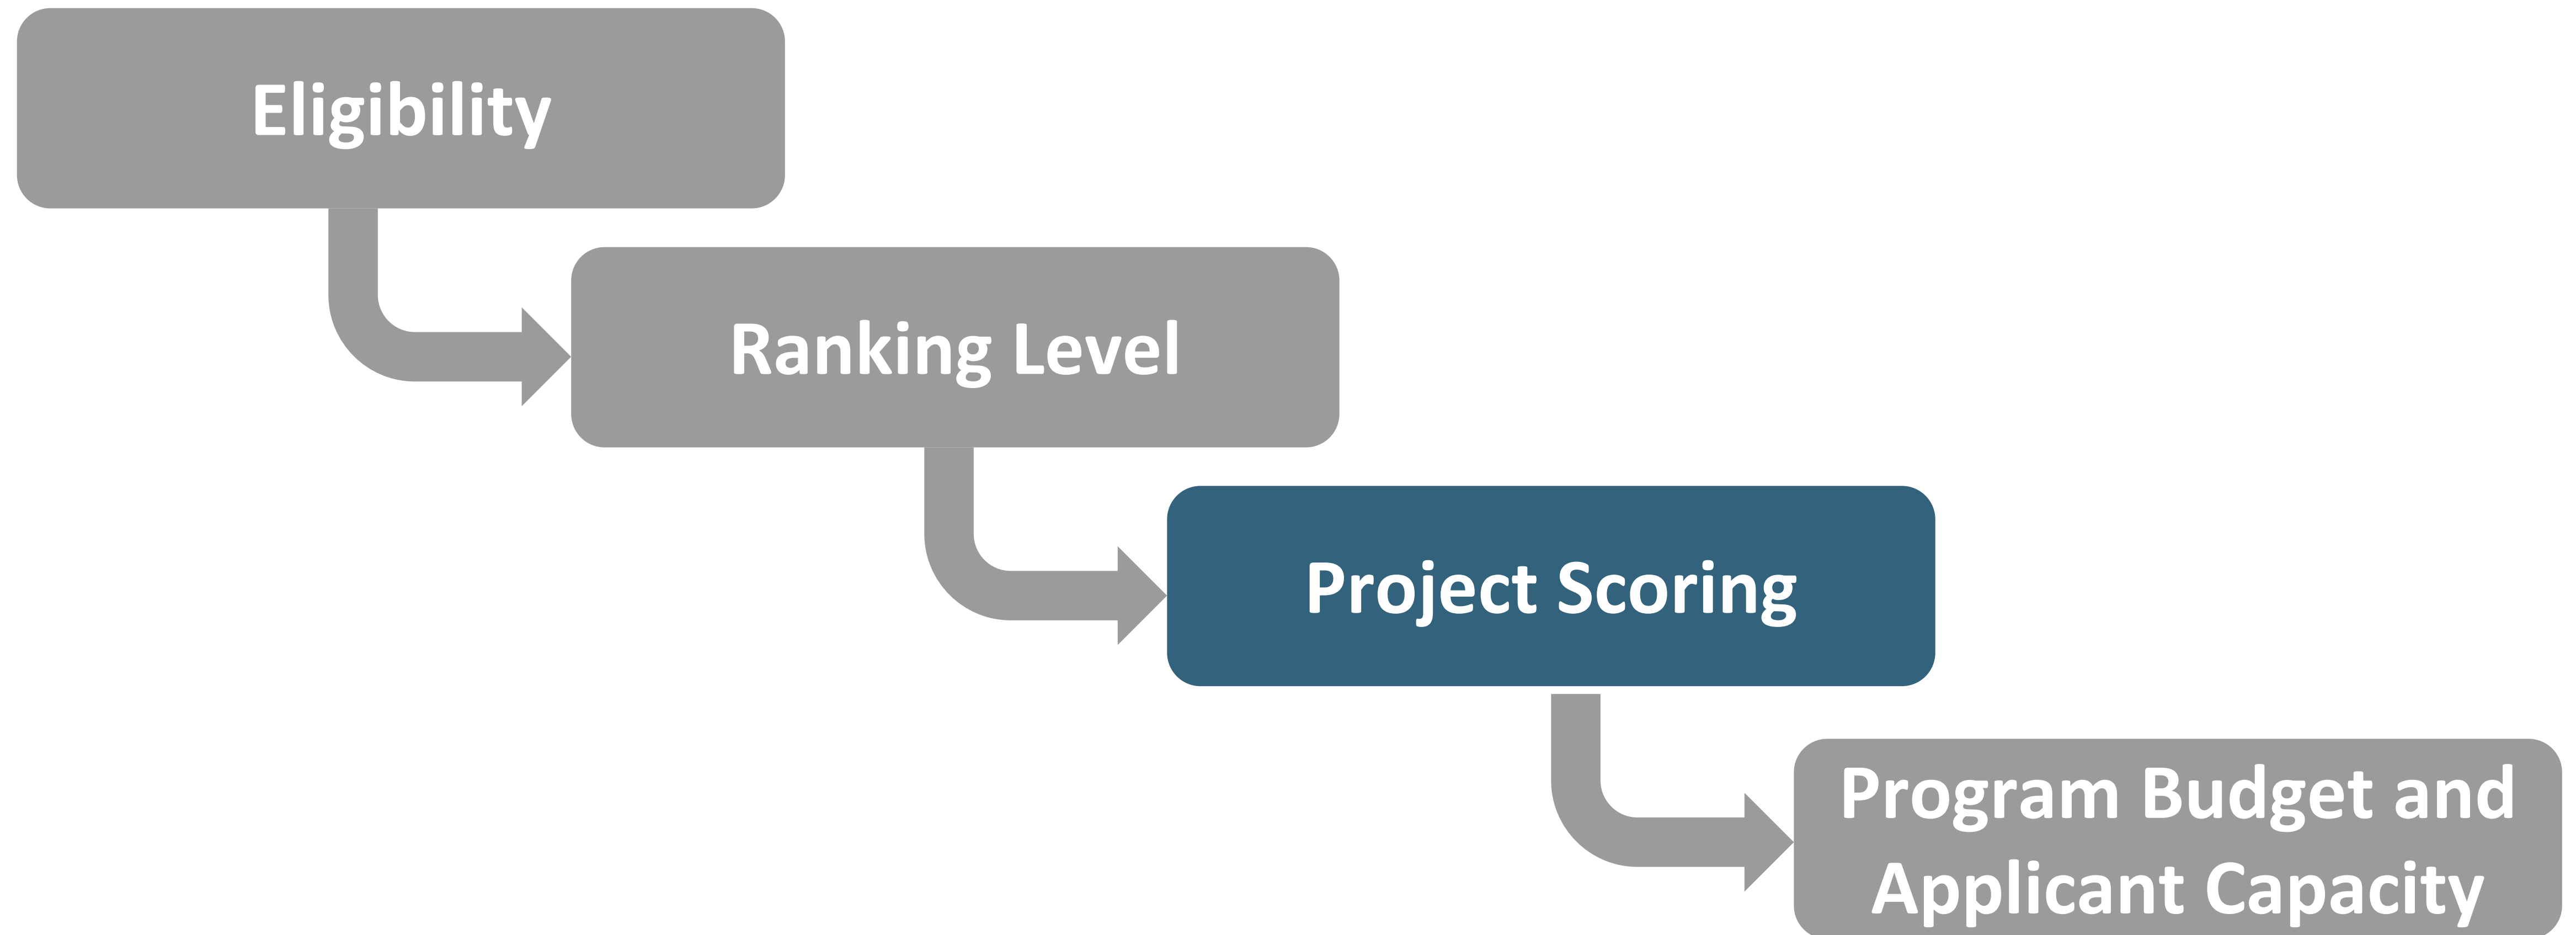 Eligibility
Ranking Level
Project Scoring
Program Budget and
Applicant Capacity